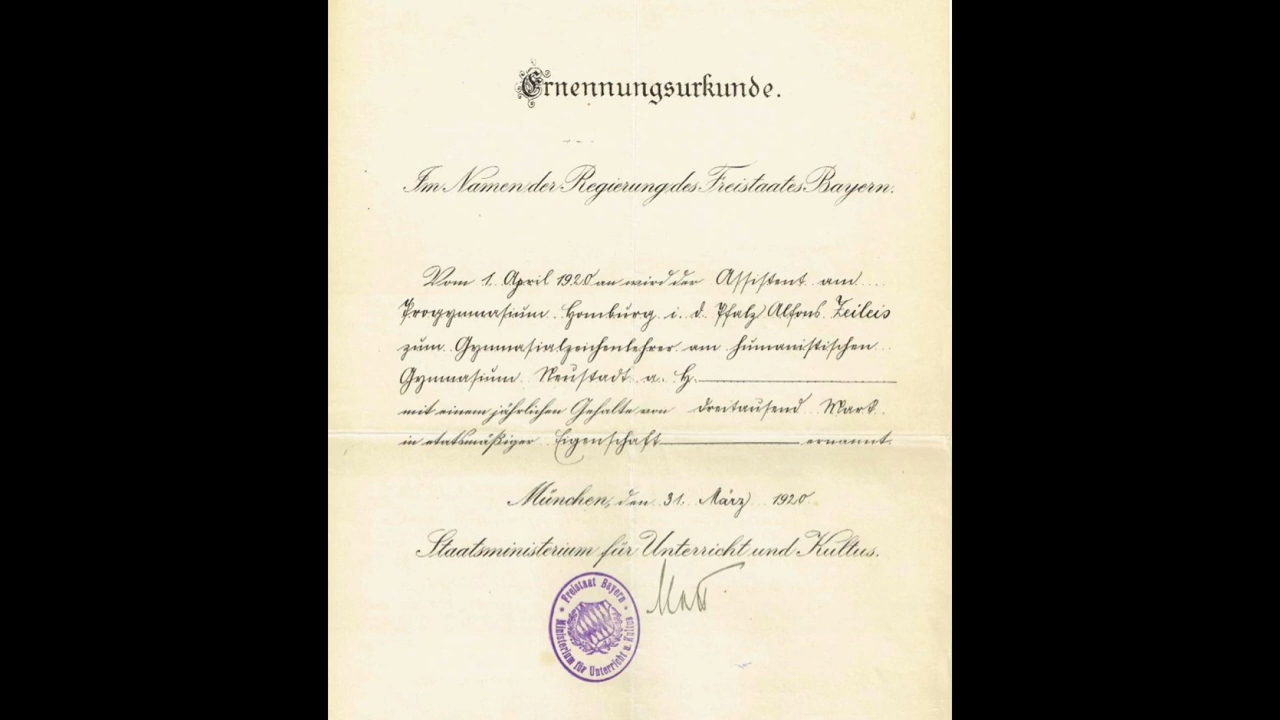 Ernennungsurkunde.
Im Namen der Regierung des Freistaates Bayern.
Vom 1. April 1920 an wird der Assistent am
Progymnasium Homburg i. d. Pfalz Alfons Zeileis
zum Gymnasialzeichenlehrer am humanistischen
Gymnasium Neustadt a. H.
mit einem jährlichen Gehalte von dreitausend Mark
in etatsmäßiger Eigenschaft ernannt.
München, den 31. März 1920
Staatsministerium für Unterricht und Kultus.
Matt
Freistaat Bayern
Ministerium für Unterricht u. Kultus